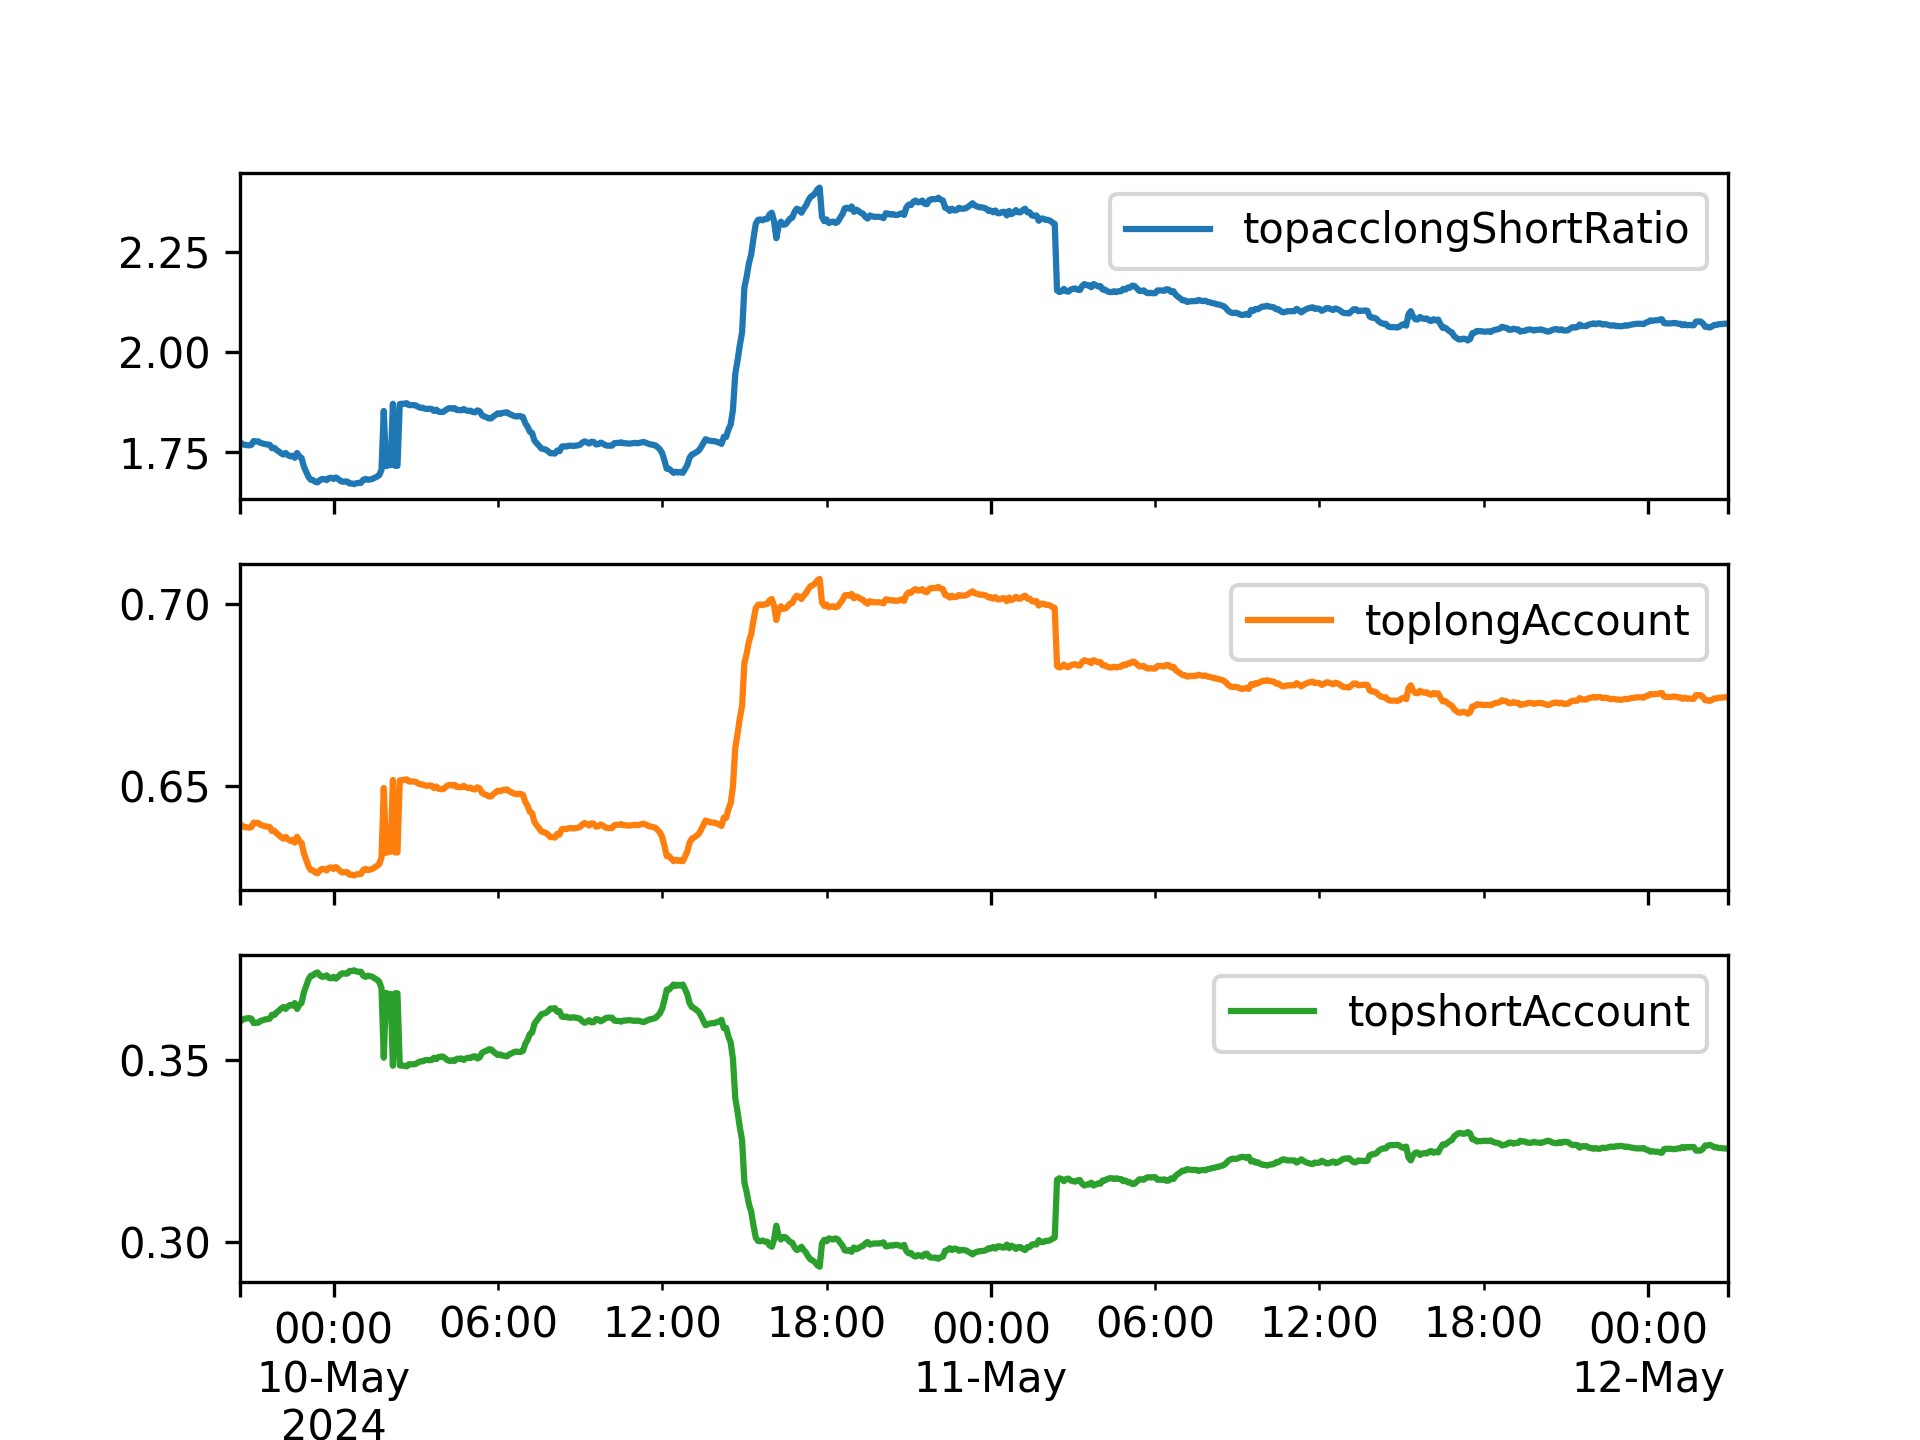 topacclongShortRatio
2.25
2.00
1.75
toplongAccount
0.70
0.65
topshortAccount
0.35
0.30
00:00 06:00 12:00 18:00 00:00 06:00 12:00 18:00 00:00
10-May 11-May 12-May
2024